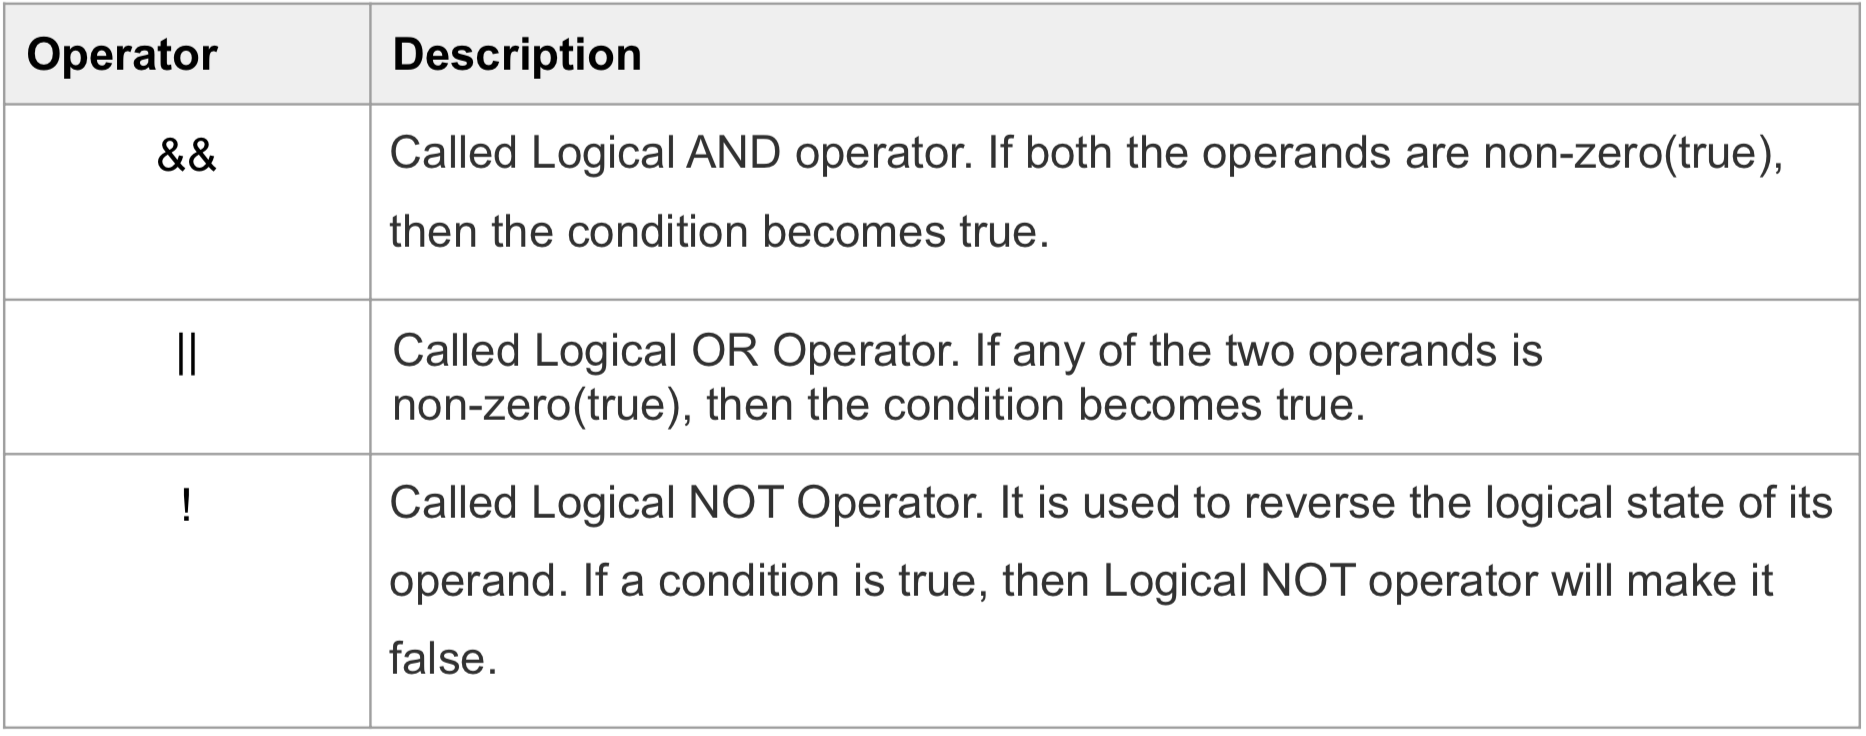 Operator Description
&& Called Logical AND operator. If both the operands are non-zero(true),
then the condition becomes true.
|| Called Logical OR Operator. If any of the two operands is
non-zero(true), then the condition becomes true.
! Called Logical NOT Operator. It is used to reverse the logical state of its
operand. If a condition is true, then Logical NOT operator will make it
false.